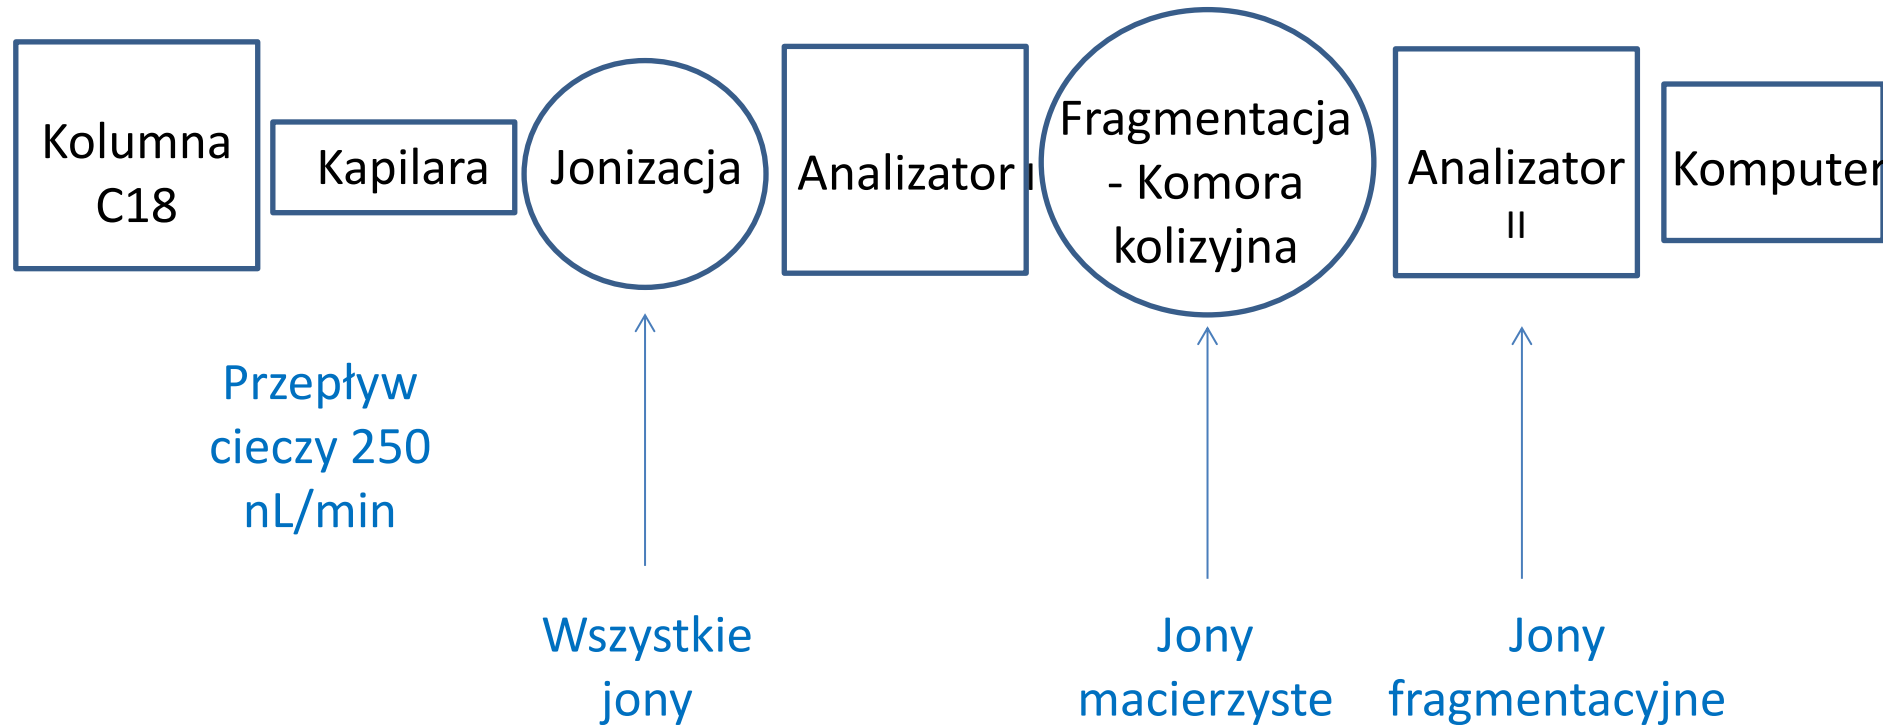 Kolumna
C18
Kapilara
Jonizacja
Analizator I
Fragmentacja
- Komora
kolizyjna
Analizator
II
Komputer
Przepływ
cieczy 250
nL/min
Wszystkie
jony
Jony
macierzyste
Jony
fragmentacyjne